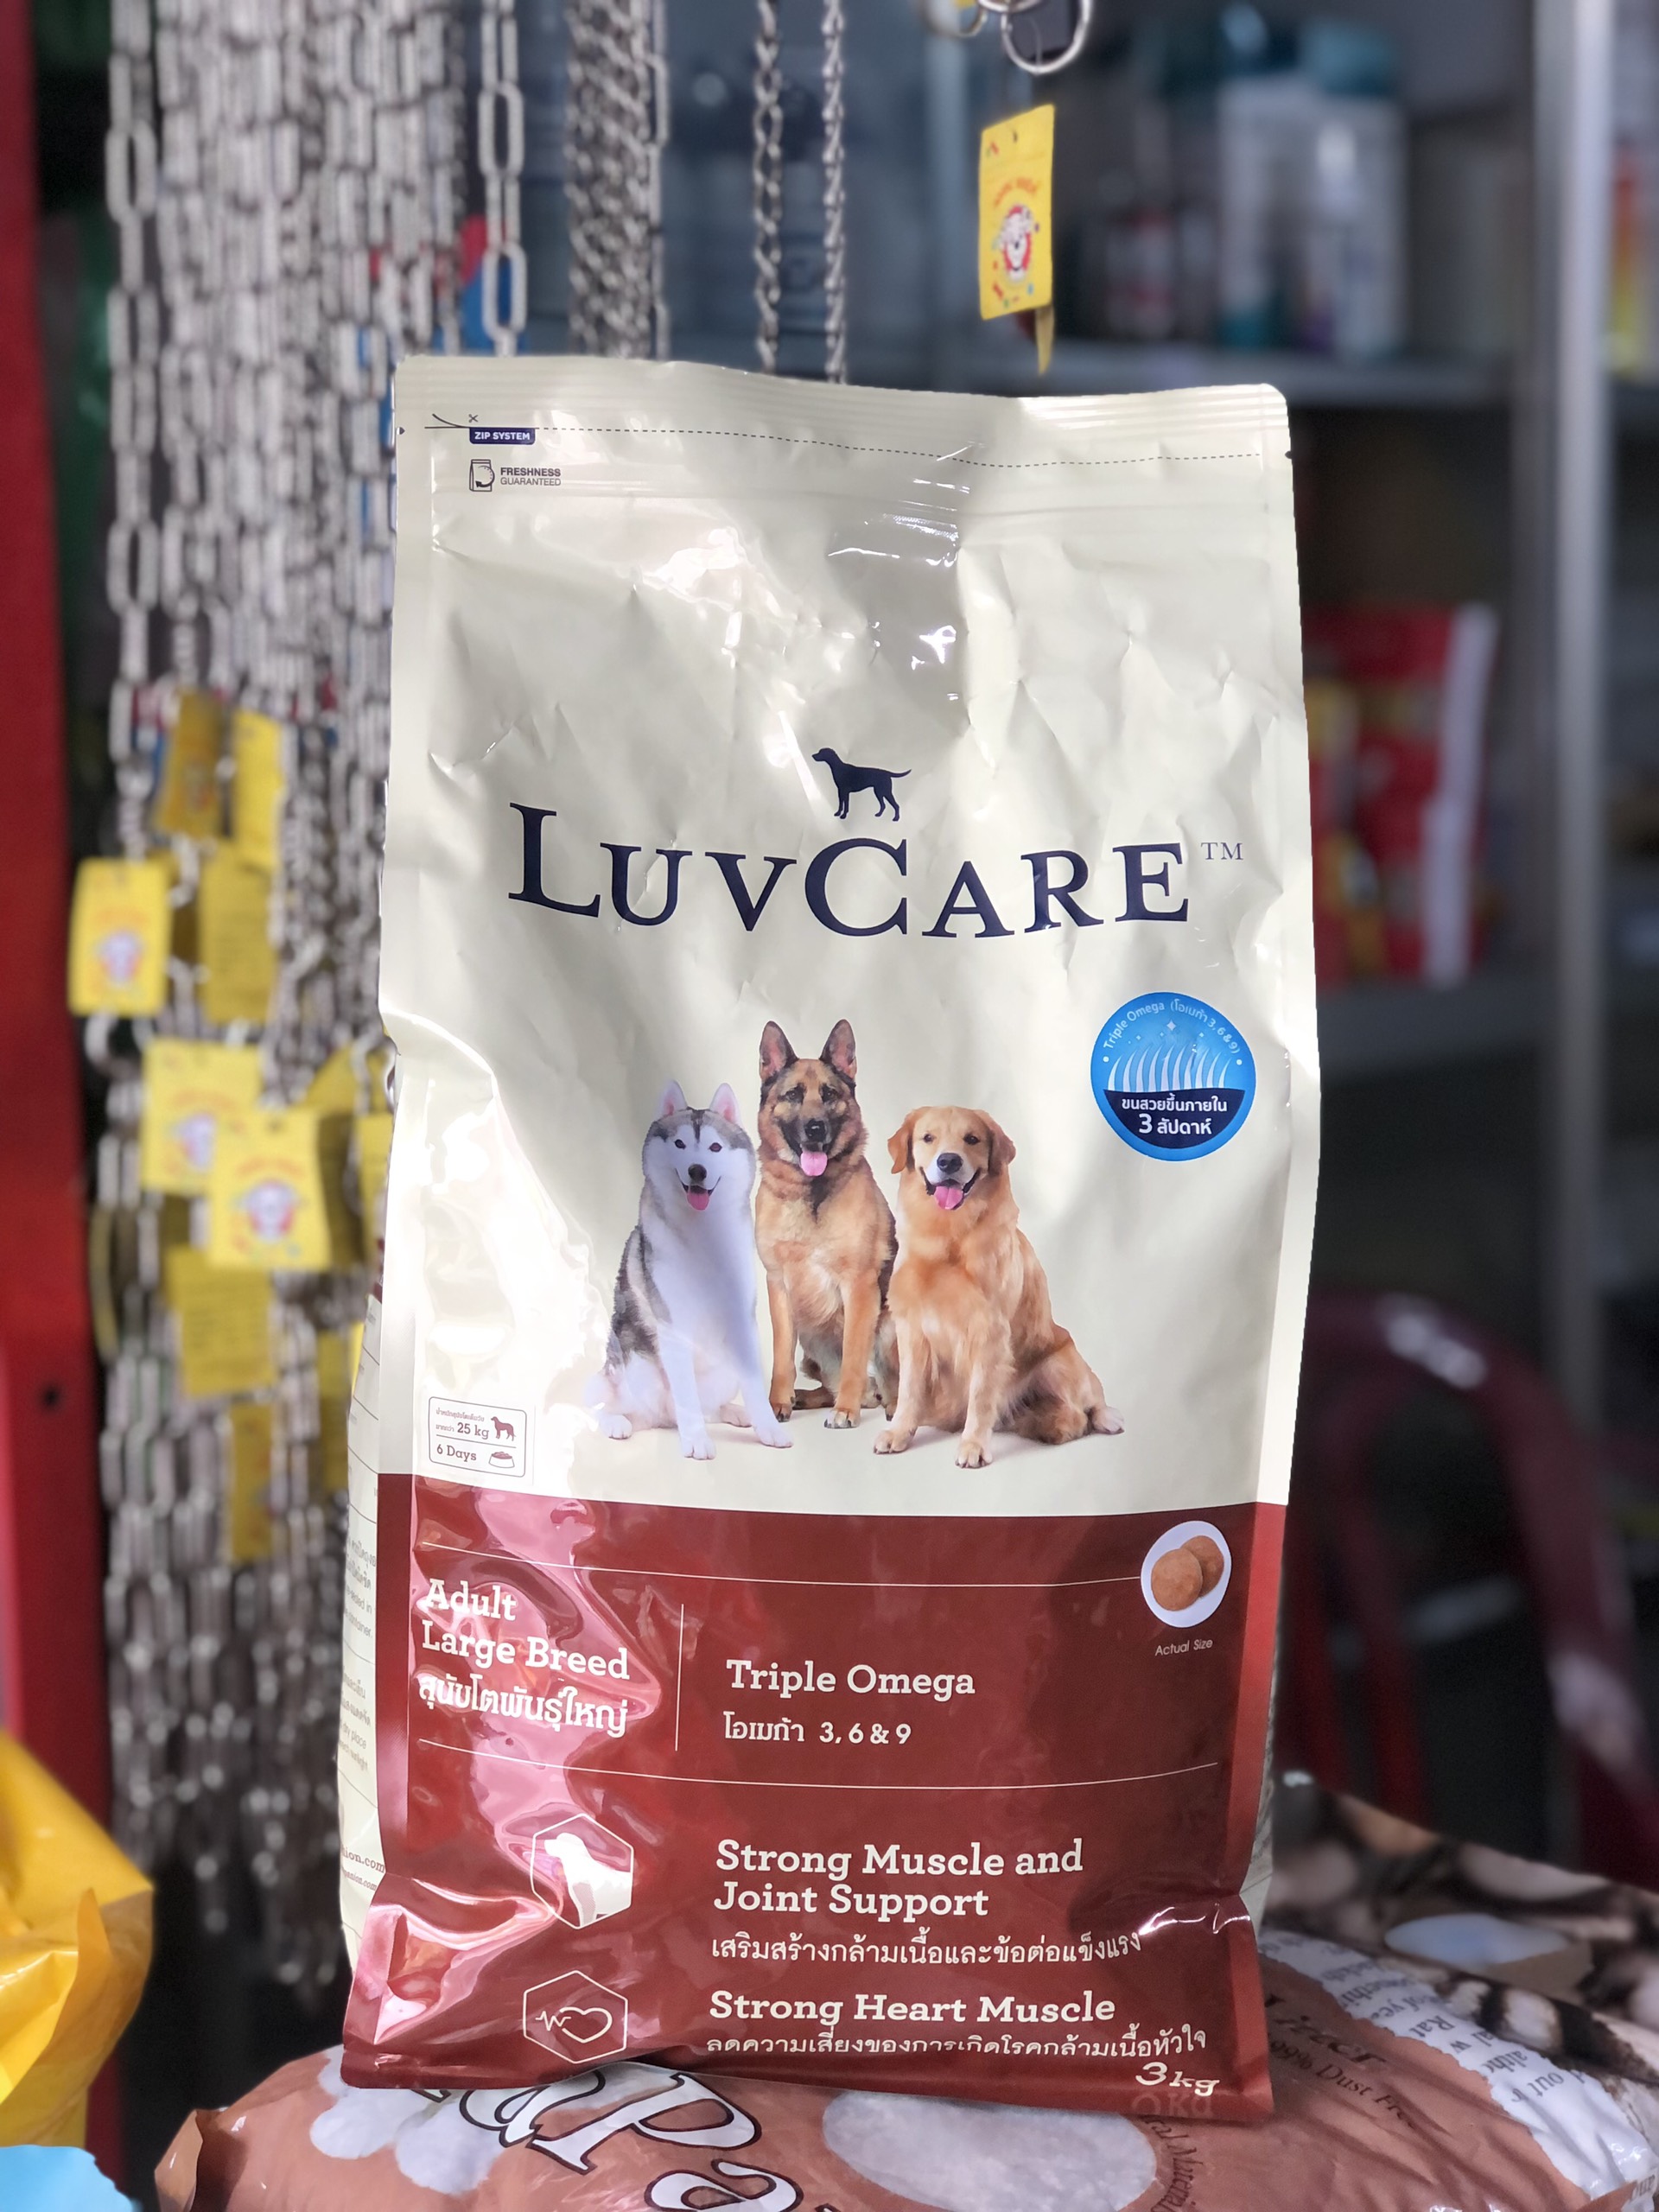 ZIP SYSTEM
FRESHNESS
GUARANTEED
LUVCARE™
Triple Omega (โอเมก้า 3, 6 & 9)
ขนสวยขึ้นภายใน
3 สัปดาห์
25 kg
6 Days
Adult
Large Breed
สุนัขโตพันธุ์ใหญ่
Triple Omega
โอเมก้า 3, 6 & 9
Actual Size
Strong Muscle and
Joint Support
เสริมสร้างกล้ามเนื้อและข้อต่อแข็งแรง
Strong Heart Muscle
ลดความเสี่ยงของการเกิดโรคกล้ามเนื้อหัวใจ
3 kg
99% Dust Free